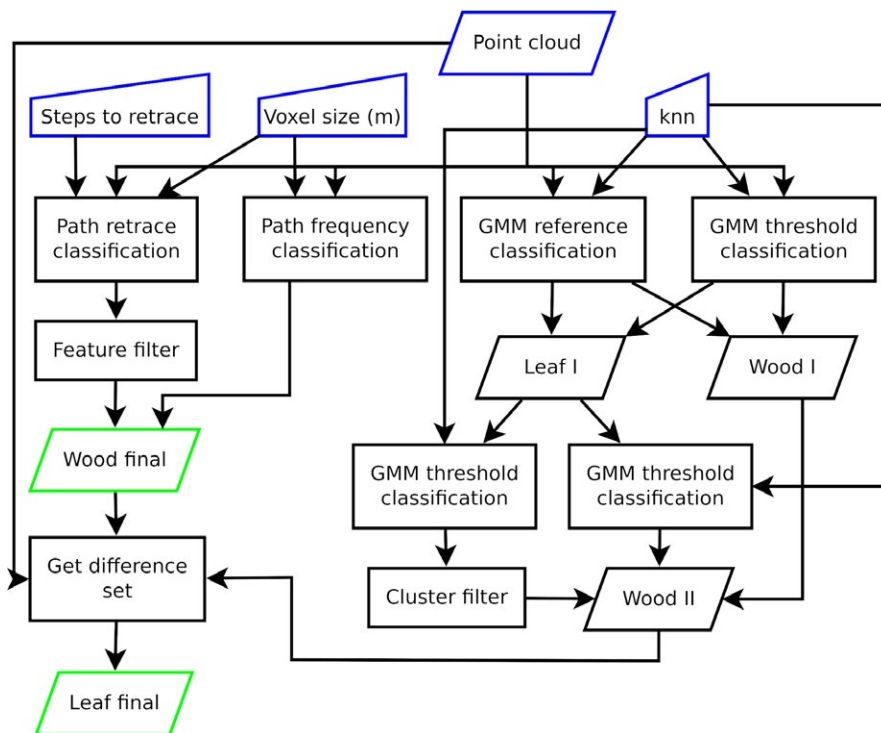 Point cloud
Steps to retrace
Voxel size (m)
knn
Path retrace
classification
Path frequency
classification
GMM reference
classification
GMM threshold
classification
Feature filter
Leaf I
Wood I
Wood final
GMM threshold
classification
GMM threshold
classification
Get difference
set
Cluster filter
Wood II
Leaf final